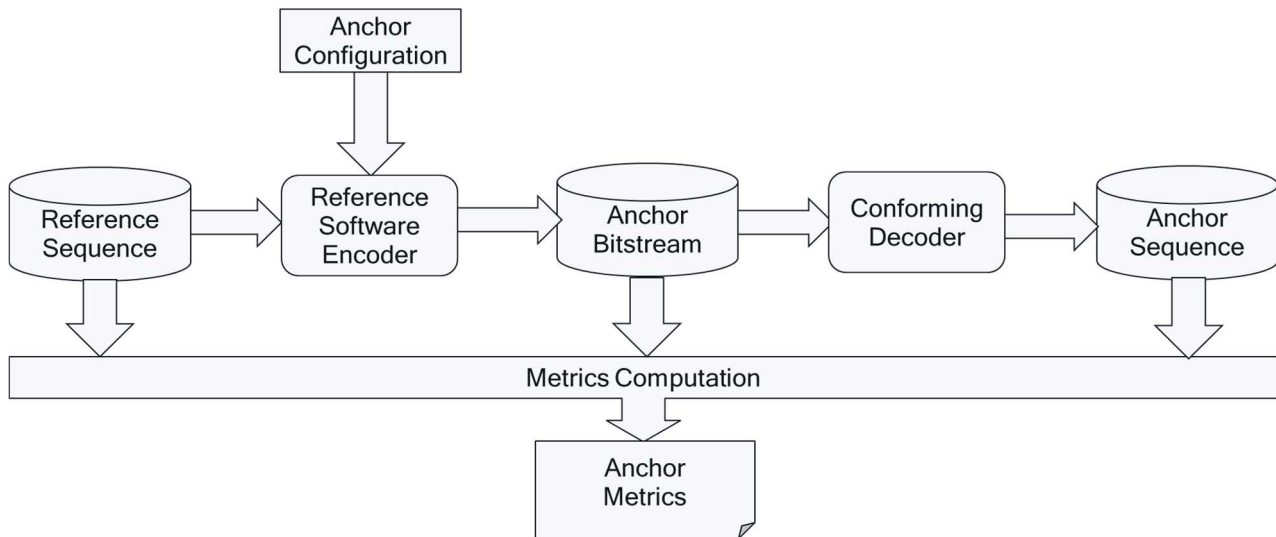 Anchor
Configuration
Reference
Sequence
Reference
Software
Encoder
Anchor
Bitstream
Conforming
Decoder
Anchor
Sequence
Metrics Computation
Anchor
Metrics